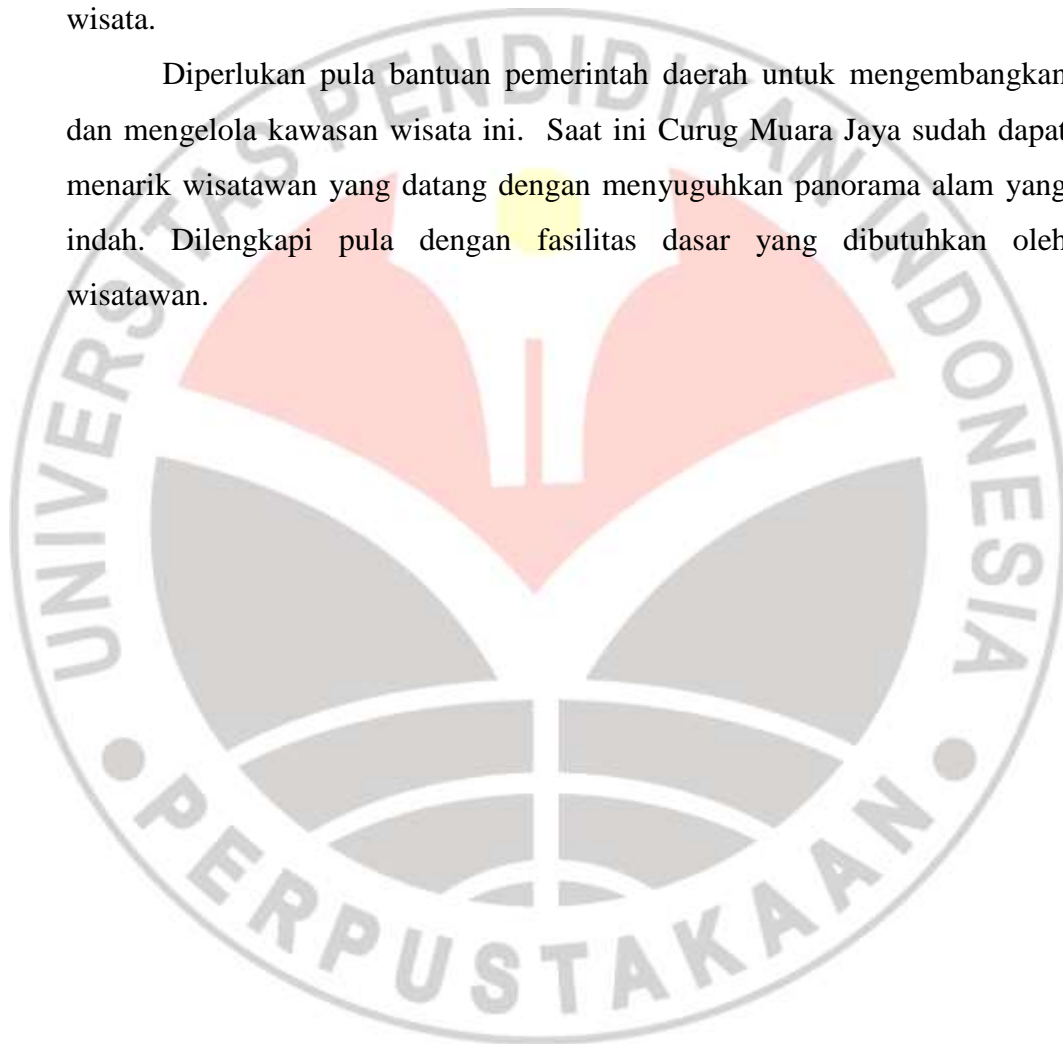 wisata.
Diperlukan pula bantuan pemerintah daerah untuk mengembangkan
dan mengelola kawasan wisata ini. Saat ini Curug Muara Jaya sudah dapat
menarik wisatawan yang datang dengan menyuguhkan panorama alam yang
indah. Dilengkapi pula dengan fasilitas dasar yang dibutuhkan oleh
wisatawan.
UNIVERSITAS PENDIDIKAN INDONESIA
PERPUSTAKAAN